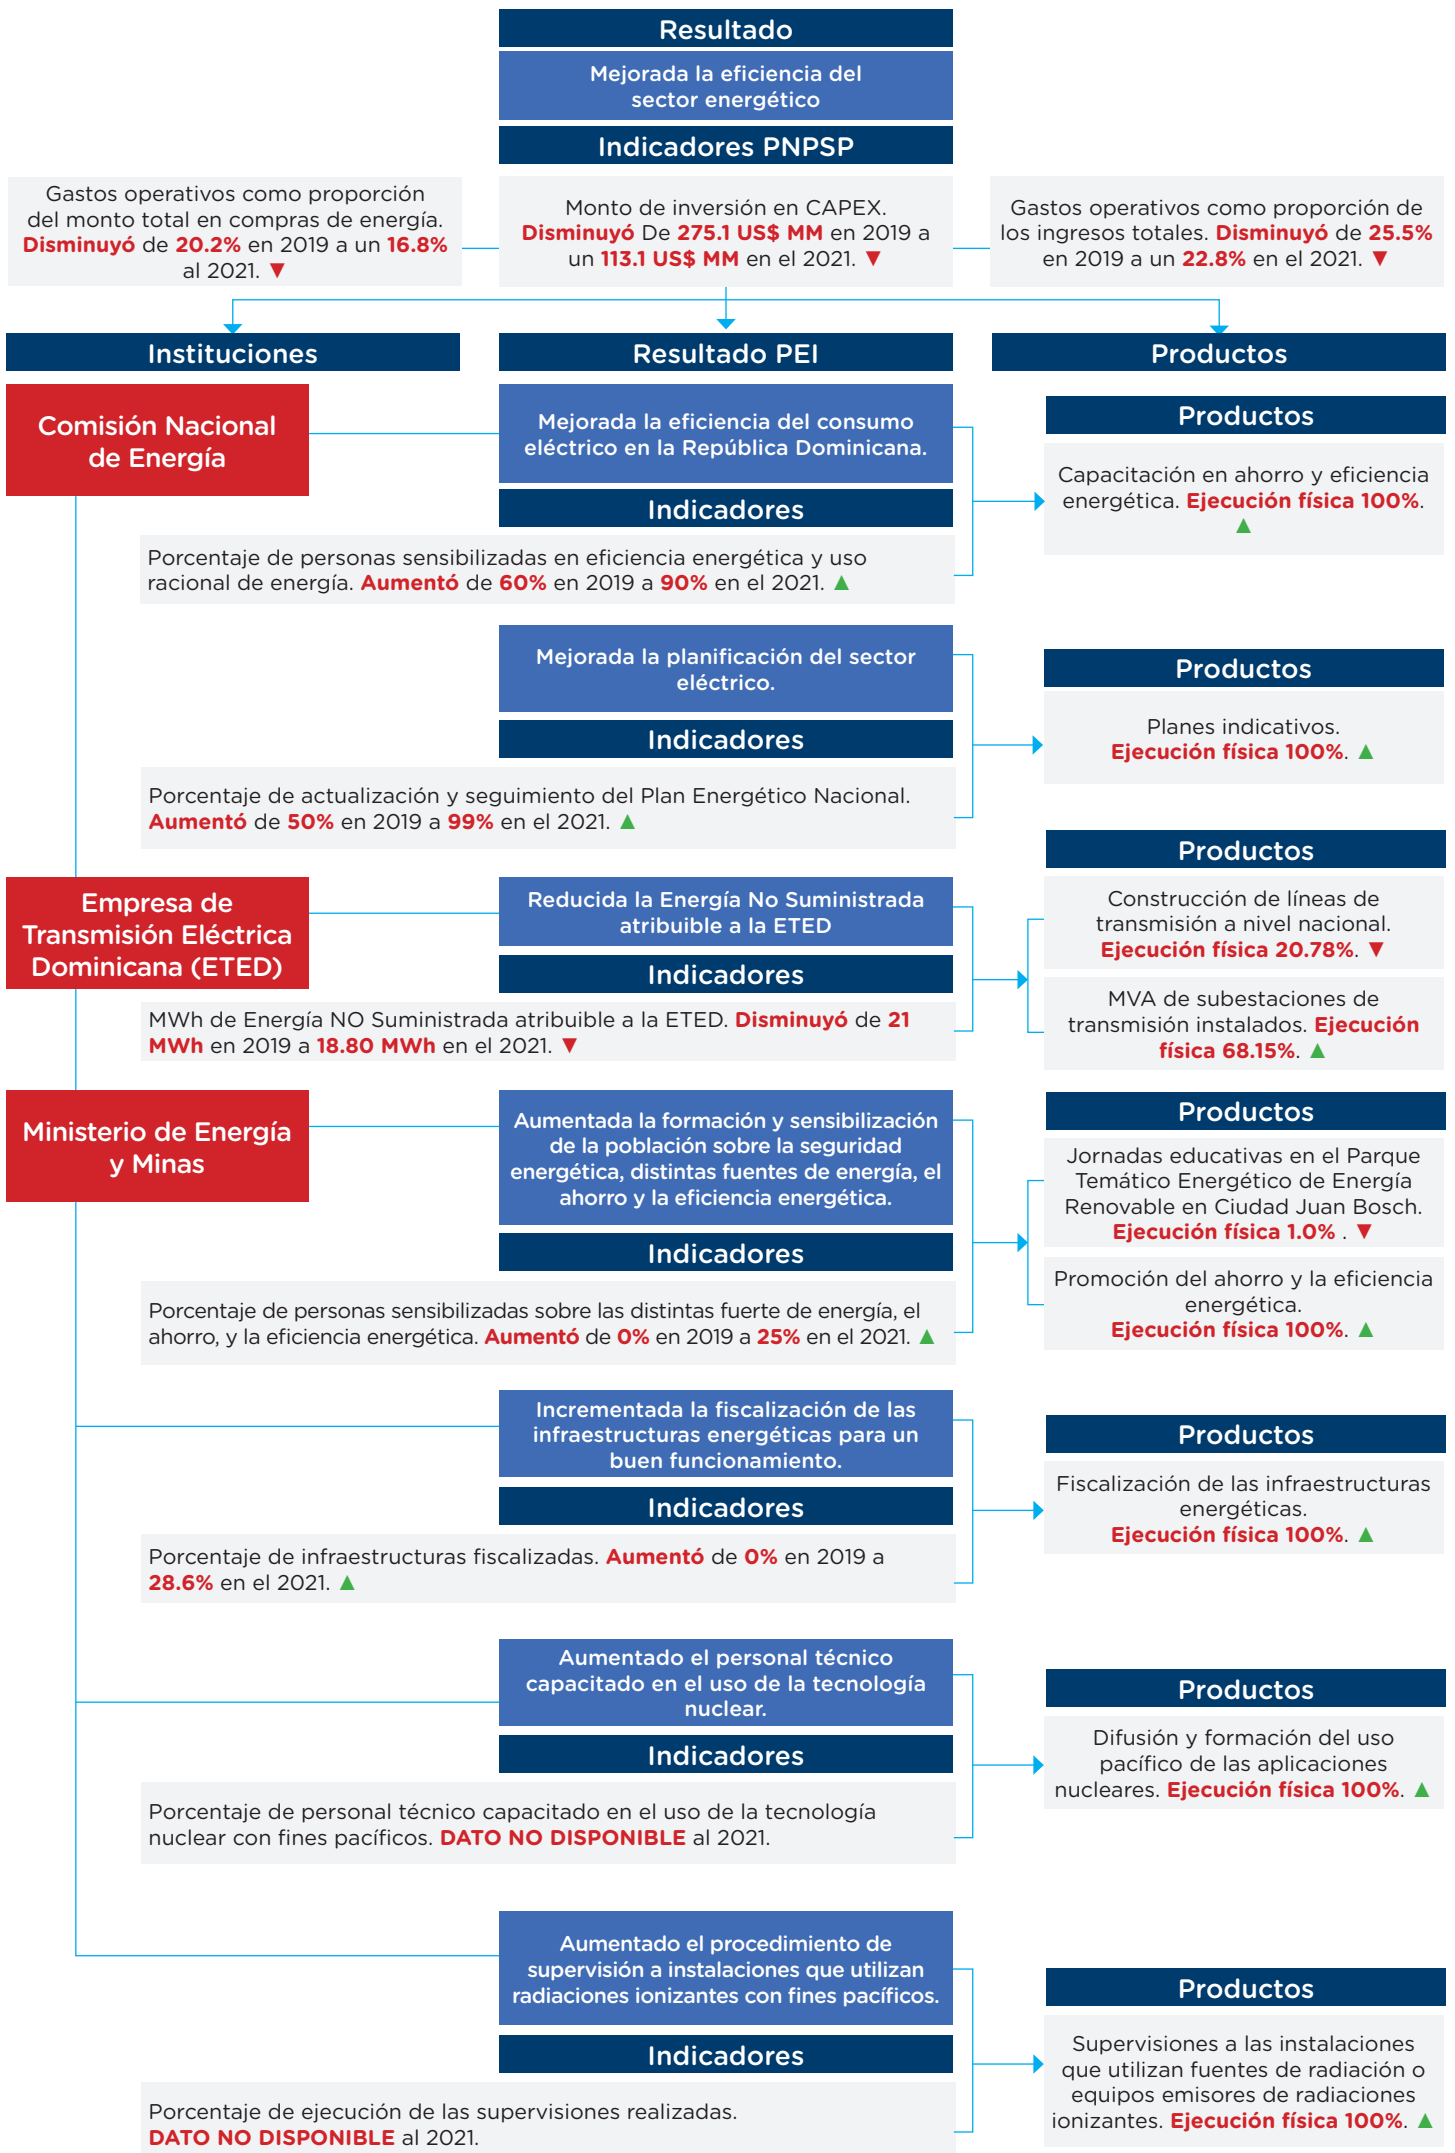 Resultado
Mejorada la eficiencia del
sector energético
Indicadores PNPSP
Gastos operativos como proporción
del monto total en compras de energía.
Disminuyó de 20.2% en 2019 a un 16.8%
al 2021. ▼
Monto de inversión en CAPEX.
Disminuyó De 275.1 US$ MM en 2019 a
un 113.1 US$ MM en el 2021. ▼
Gastos operativos como proporción de
los ingresos totales. Disminuyó de 25.5%
en 2019 a un 22.8% en el 2021. ▼
Instituciones
Resultado PEI
Productos
Comisión Nacional
de Energía
Mejorada la eficiencia del consumo
eléctrico en la República Dominicana.
Indicadores
Porcentaje de personas sensibilizadas en eficiencia energética y uso
racional de energía. Aumentó de 60% en 2019 a 90% en el 2021. ▲
Productos
Capacitación en ahorro y eficiencia
energética. Ejecución física 100%.
▲
Mejorada la planificación del sector
eléctrico.
Indicadores
Porcentaje de actualización y seguimiento del Plan Energético Nacional.
Aumentó de 50% en 2019 a 99% en el 2021. ▲
Productos
Planes indicativos.
Ejecución física 100%. ▲
Empresa de
Transmisión Eléctrica
Dominicana (ETED)
Reducida la Energía No Suministrada
atribuible a la ETED
Indicadores
MWh de Energía NO Suministrada atribuible a la ETED. Disminuyó de 21
MWh en 2019 a 18.80 MWh en el 2021. ▼
Productos
Construcción de líneas de
transmisión a nivel nacional.
Ejecución física 20.78%. ▼
MVA de subestaciones de
transmisión instalados. Ejecución
física 68.15%. ▲
Ministerio de Energía
y Minas
Aumentada la formación y sensibilización
de la población sobre la seguridad
energética, distintas fuentes de energía, el
ahorro y la eficiencia energética.
Indicadores
Porcentaje de personas sensibilizadas sobre las distintas fuerte de energía, el
ahorro, y la eficiencia energética. Aumentó de 0% en 2019 a 25% en el 2021. ▲
Productos
Jornadas educativas en el Parque
Temático Energético de Energía
Renovable en Ciudad Juan Bosch.
Ejecución física 1.0% . ▼
Promoción del ahorro y la eficiencia
energética.
Ejecución física 100%. ▲
Incrementada la fiscalización de las
infraestructuras energéticas para un
buen funcionamiento.
Indicadores
Porcentaje de infraestructuras fiscalizadas. Aumentó de 0% en 2019 a
28.6% en el 2021. ▲
Productos
Fiscalización de las infraestructuras
energéticas.
Ejecución física 100%. ▲
Aumentado el personal técnico
capacitado en el uso de la tecnología
nuclear.
Indicadores
Porcentaje de personal técnico capacitado en el uso de la tecnología
nuclear con fines pacíficos. DATO NO DISPONIBLE al 2021.
Productos
Difusión y formación del uso
pacífico de las aplicaciones
nucleares. Ejecución física 100%. ▲
Aumentado el procedimiento de
supervisión a instalaciones que utilizan
radiaciones ionizantes con fines pacíficos.
Indicadores
Porcentaje de ejecución de las supervisiones realizadas.
DATO NO DISPONIBLE al 2021.
Productos
Supervisiones a las instalaciones
que utilizan fuentes de radiación o
equipos emisores de radiaciones
ionizantes. Ejecución física 100%. ▲